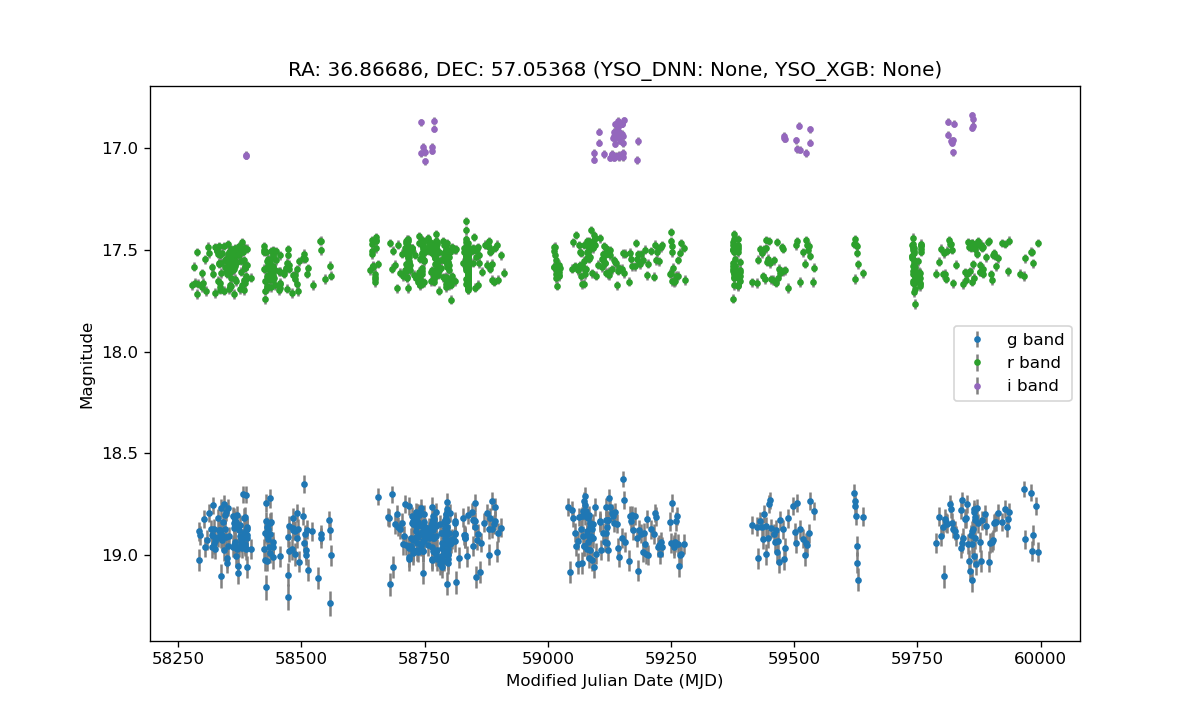 RA: 36.86686, DEC: 57.05368 (YSO_DNN: None, YSO_XGB: None)
17.0
17.5
18.0
18.5
19.0
Magnitude
g band
r band
i band
58250 58500 58750 59000 59250 59500 59750 60000
Modified Julian Date (MJD)